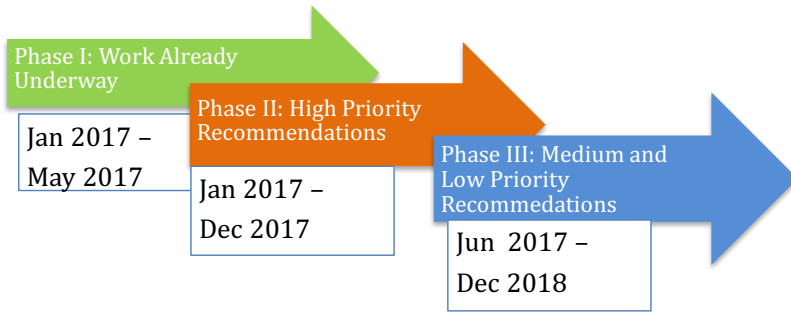 Phase I: Work Already
Underway
Jan 2017 –
May 2017
Phase II: High Priority
Recommendations
Jan 2017 –
Dec 2017
Phase III: Medium and
Low Priority
Recommedations
Jun 2017 –
Dec 2018